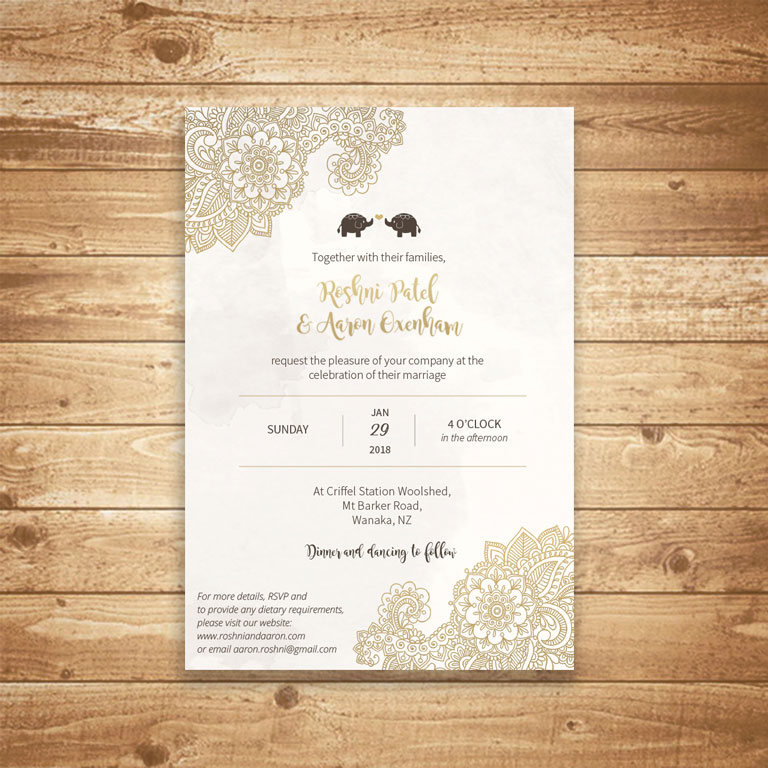 Together with their families,
Roshni Patel
& Aaron Oxenham
request the pleasure of your company at the
celebration of their marriage
SUNDAY
JAN
29
2018
4 O'CLOCK
in the afternoon
At Criffel Station Woolshed,
Mt Barker Road,
Wanaka, NZ
Dinner and dancing to follow
For more details, RSVP and
to provide any dietary requirements,
please visit our website:
www.roshniandaaron.com
or email aaron.roshni@gmail.com